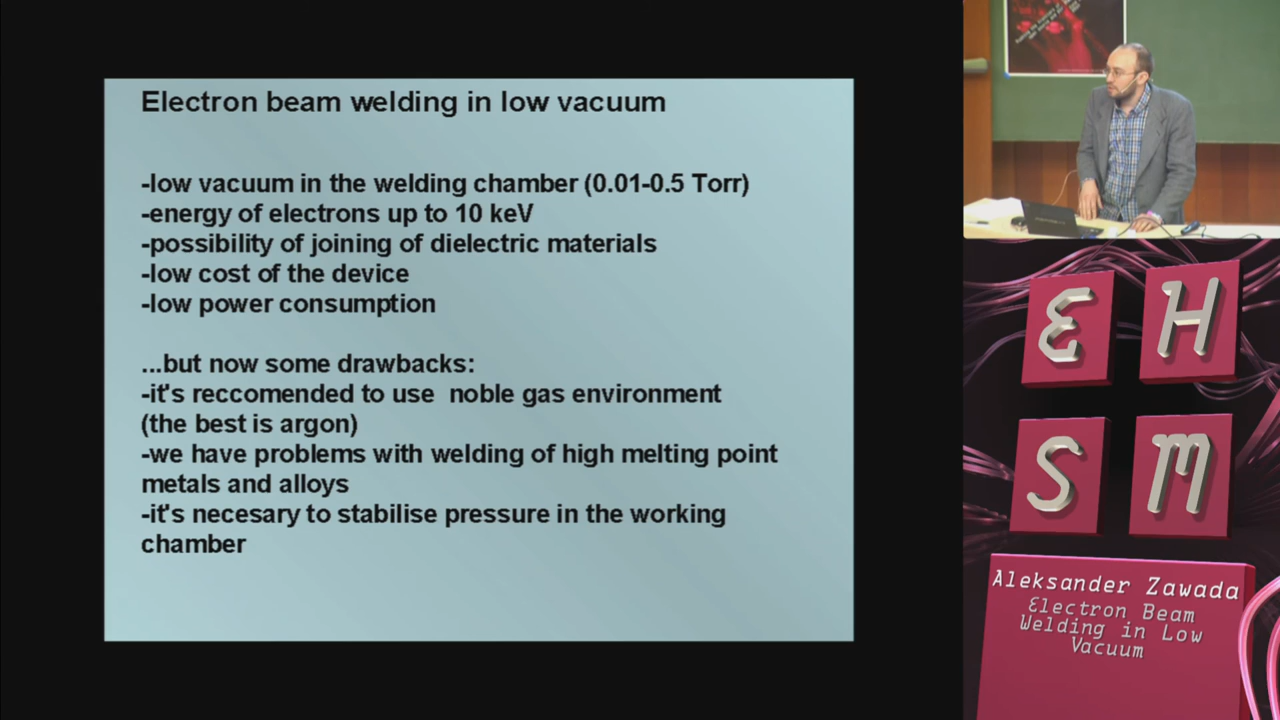 Electron beam welding in low vacuum
-low vacuum in the welding chamber (0.01-0.5 Torr)
-energy of electrons up to 10 keV
-possibility of joining of dielectric materials
-low cost of the device
-low power consumption
...but now some drawbacks:
-it's reccomended to use  noble gas environment
(the best is argon)
-we have problems with welding of high melting point
metals and alloys
-it's necesary to stabilise pressure in the working
chamber
E H
S M
Aleksander Zawada
Electron Beam
Welding in Low
Vacuum